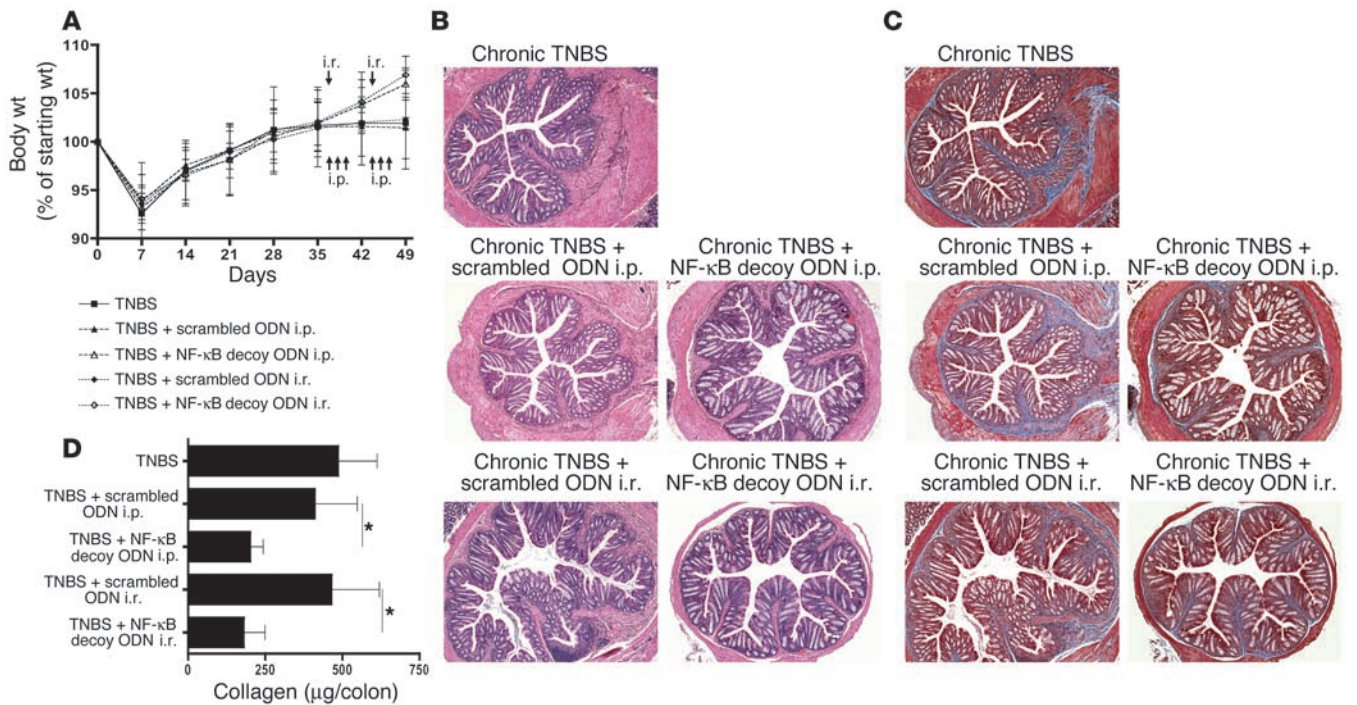 A
110
105
100
95
90
Body wt
(% of starting wt)
i.r.
i.r.
i.p.
i.p.
0
7
14
21
28
35
42
49
Days
TNBS
TNBS + scrambled ODN i.p.
TNBS + NF-κB decoy ODN i.p.
TNBS + scrambled ODN i.r.
TNBS + NF-κB decoy ODN i.r.
B
Chronic TNBS
Chronic TNBS +
scrambled ODN i.p.
Chronic TNBS +
NF-κB decoy ODN i.p.
Chronic TNBS +
scrambled ODN i.r.
Chronic TNBS +
NF-κB decoy ODN i.r.
C
Chronic TNBS
Chronic TNBS +
scrambled ODN i.p.
Chronic TNBS +
NF-κB decoy ODN i.p.
Chronic TNBS +
scrambled ODN i.r.
Chronic TNBS +
NF-κB decoy ODN i.r.
D
TNBS
TNBS + scrambled
ODN i.p.
TNBS + NF-κB
decoy ODN i.p.
TNBS + scrambled
ODN i.r.
TNBS + NF-κB
decoy ODN i.r.
*
*
0
250
500
750
Collagen (μg/colon)